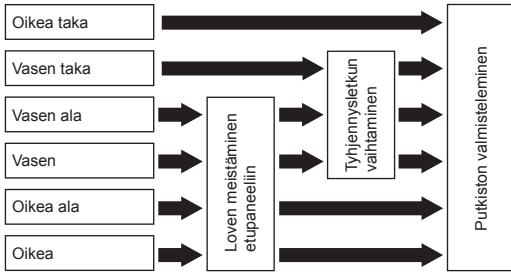 Oikea taka
Vasen taka
Vasen ala
Vasen
Oikea ala
Oikea
Loven meistäminen
etupaneeliin
Tyhjennysletkun
vaihtaminen
Putkiston valmisteleminen